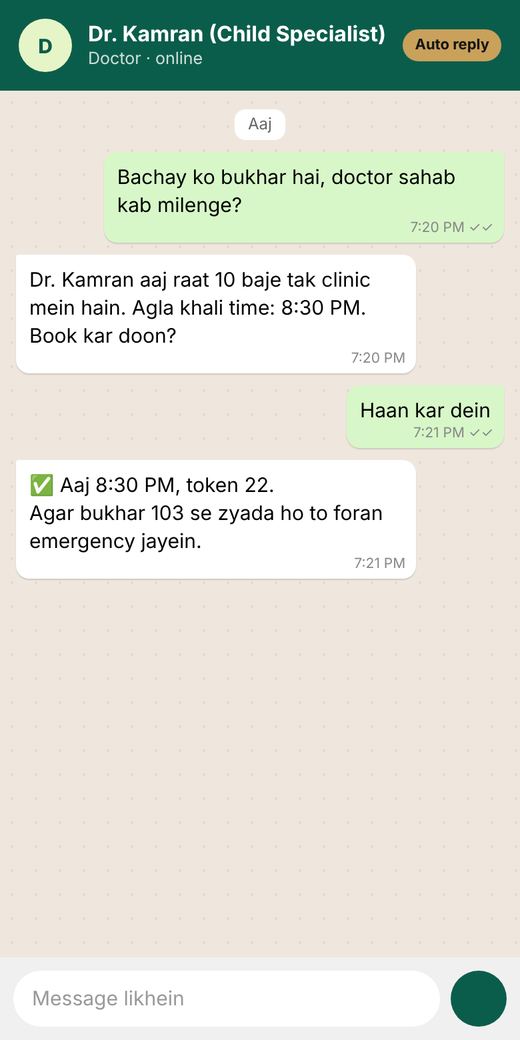 D
Dr. Kamran (Child Specialist)
Doctor · online
Auto reply
Aaj
Bachay ko bukhar hai, doctor sahab
kab milenge?
7:20 PM ✓✓
Dr. Kamran aaj raat 10 baje tak clinic
mein hain. Agla khali time: 8:30 PM.
Book kar doon?
7:20 PM
Haan kar dein
7:21 PM ✓✓
✅ Aaj 8:30 PM, token 22.
Agar bukhar 103 se zyada ho to foran
emergency jayein.
7:21 PM
Message likhein